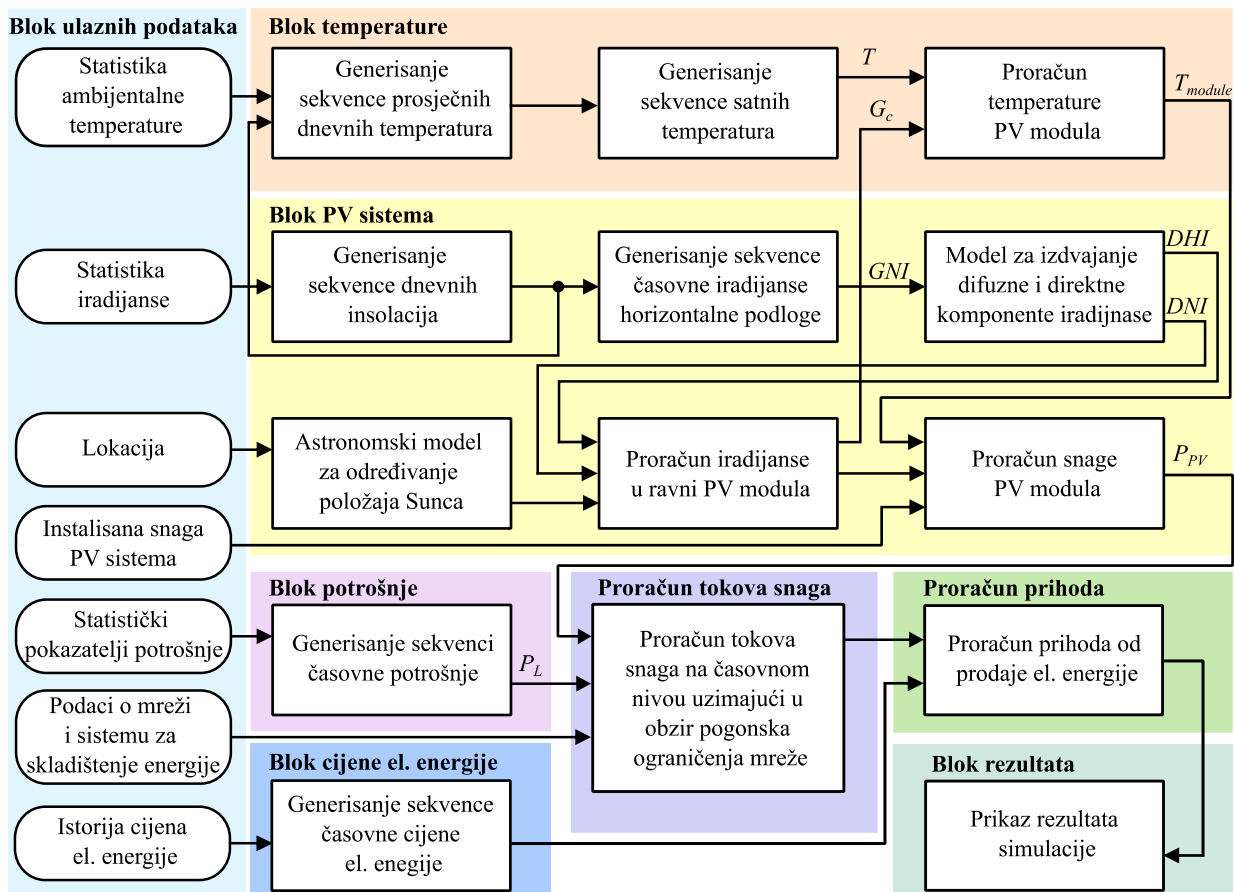 Blok ulaznih podataka
Statistika
ambijentalne
temperature
Statistika
iradijanse
Lokacija
Instalisana snaga
PV sistema
Statistički
pokazatelji potrošnje
Podaci o mreži
i sistemu za
skladištenje energije
Istorija cijena
el. energije
Blok temperature
Generisanje
sekvence prosječnih
dnevnih temperatura
Generisanje
sekvence satnih
temperatura
T
G_c
Proračun
temperature
PV modula
T_module
Blok PV sistema
Generisanje
sekvence dnevnih
insolacija
Generisanje sekvence
časovne iradijanse
horizontalne podloge
GNI
Model za izdvajanje
difuzne i direktne
komponente iradijnase
DHI
DNI
Astronomski model
za određivanje
položaja Sunca
Proračun iradijanse
u ravni PV modula
Proračun snage
PV modula
P_PV
Blok potrošnje
Generisanje sekvenci
časovne potrošnje
P_L
Proračun tokova snaga
Proračun tokova
snaga na časovnom
nivou uzimajući u
obzir pogonska
ograničenja mreže
Proračun prihoda
Proračun prihoda od
prodaje el. energije
Blok cijene el. energije
Generisanje sekvence
časovne cijene
el. enegije
Blok rezultata
Prikaz rezultata
simulacije